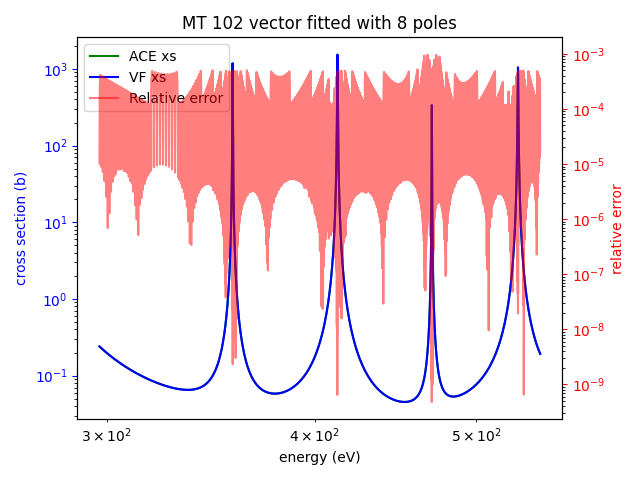 MT 102 vector fitted with 8 poles
ACE xs
VF xs
Relative error
10³
10²
10¹
10⁰
10⁻¹
cross section (b)
10⁻³
10⁻⁴
10⁻⁵
10⁻⁶
10⁻⁷
10⁻⁸
10⁻⁹
relative error
3 × 10²
4 × 10²
5 × 10²
energy (eV)